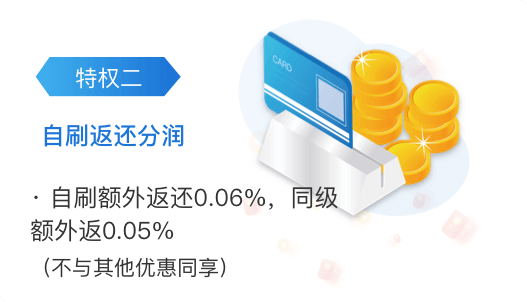 特权二
CARD
自刷返还分润
· 自刷额外返还0.06%，同级
额外返0.05%
（不与其他优惠同享）